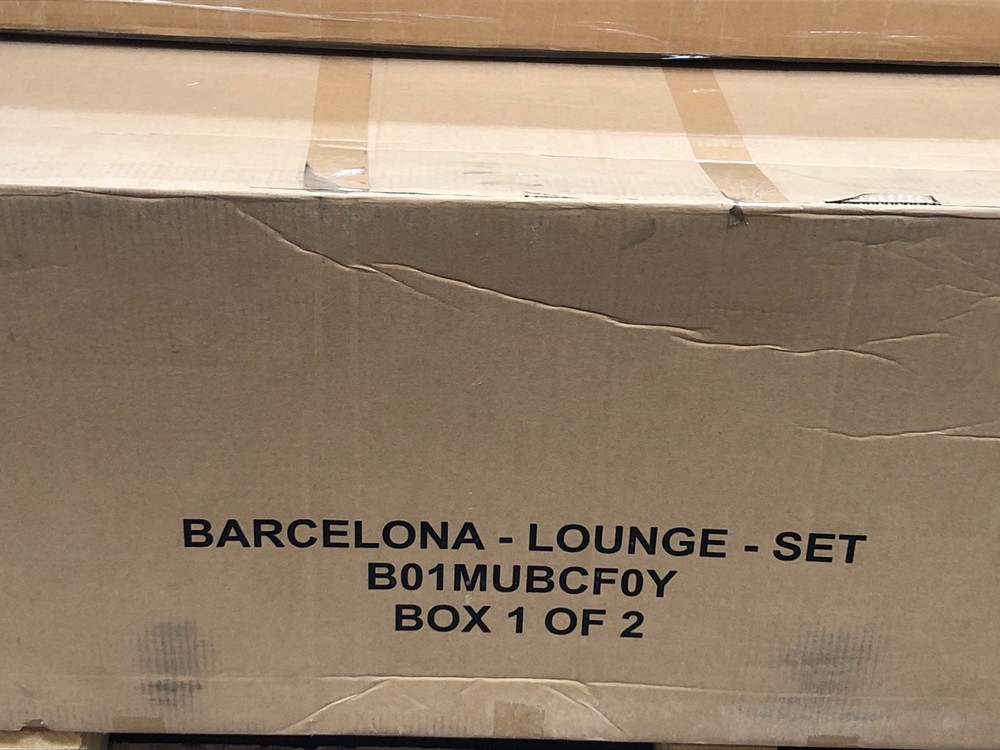 BARCELONA - LOUNGE - SET
B01MUBCF0Y
BOX 1 OF 2